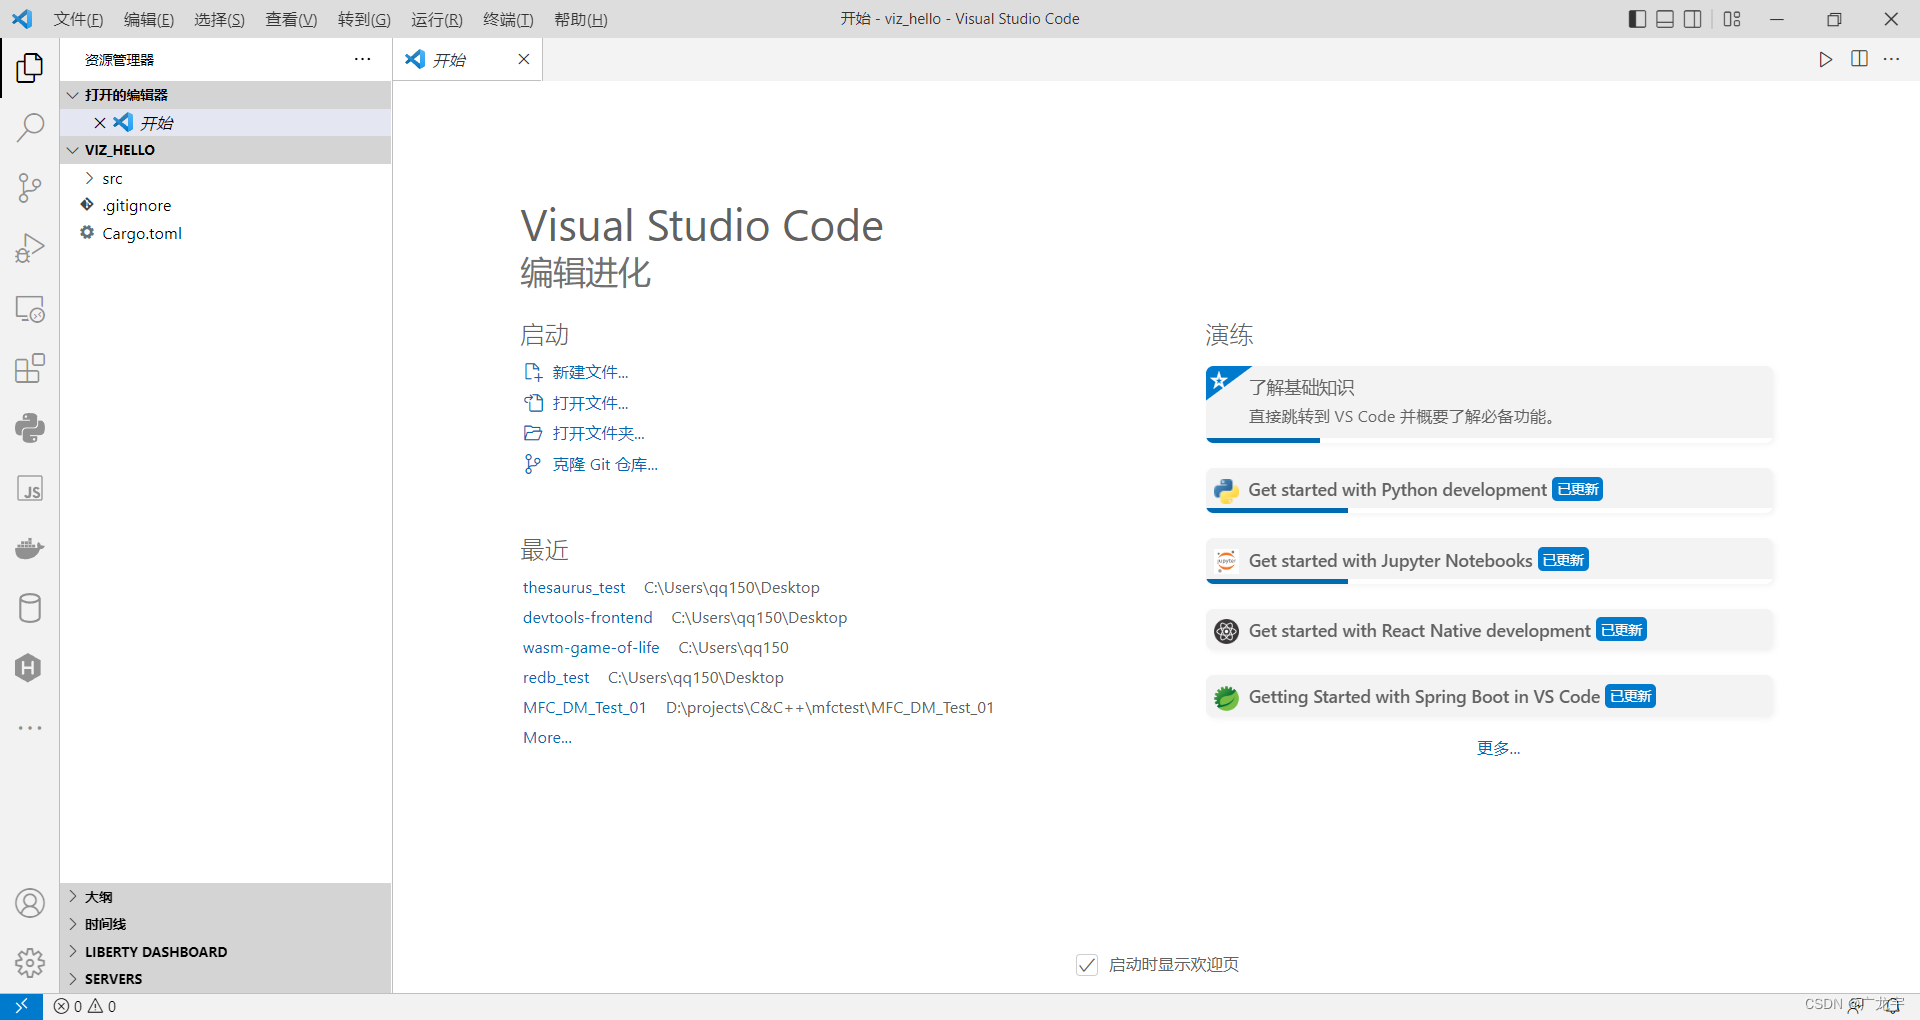 文件(F) 编辑(E) 选择(S) 查看(V) 转到(G) 运行(R) 终端(T) 帮助(H)
开始 - viz_hello - Visual Studio Code
资源管理器
开始
打开的编辑器
开始
VIZ_HELLO
src
.gitignore
Cargo.toml
大纲
时间线
LIBERTY DASHBOARD
SERVERS
Visual Studio Code
编辑进化
启动
新建文件...
打开文件...
打开文件夹...
克隆 Git 仓库...
最近
thesaurus_test C:\Users\qq150\Desktop
devtools-frontend C:\Users\qq150\Desktop
wasm-game-of-life C:\Users\qq150
redb_test C:\Users\qq150\Desktop
MFC_DM_Test_01 D:\projects\C&C++\mfctest\MFC_DM_Test_01
More...
演练
了解基础知识
直接跳转到 VS Code 并概要了解必备功能。
Get started with Python development 已更新
Get started with Jupyter Notebooks 已更新
Get started with React Native development 已更新
Getting Started with Spring Boot in VS Code 已更新
更多...
启动时显示欢迎页
JS
H
0 0
CSDN @广龙宇